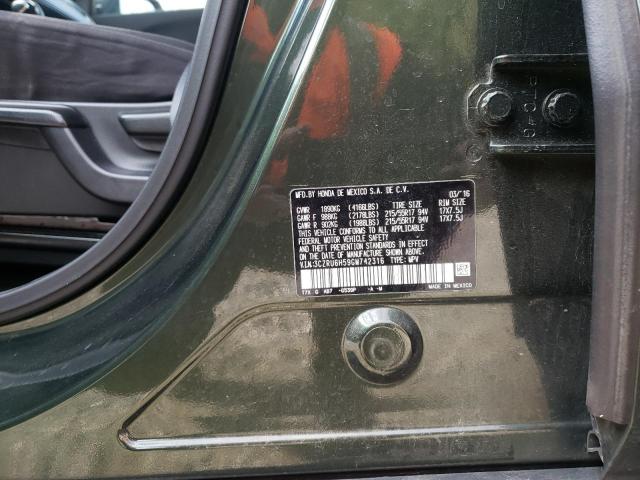 MFD.BY HONDA DE MEXICO S.A. DE C.V. 03/'16
GVWR 1890KG (4166LBS) TIRE SIZE RIM SIZE
GAWR F 988KG (2178LBS) 215/55R17 94V 17X7.5J
GAWR R 902KG (1988LBS) 215/55R17 94V 17X7.5J
THIS VEHICLE CONFORMS TO ALL APPLICABLE
FEDERAL MOTOR VEHICLE SAFETY, BUMPER, AND
THEFT PREVENTION STANDARDS IN EFFECT ON THE
DATE OF MANUFACTURE SHOWN ABOVE.
VIN:3CZRU6H59GM742316 TYPE: MPV
MADE IN MEXICO